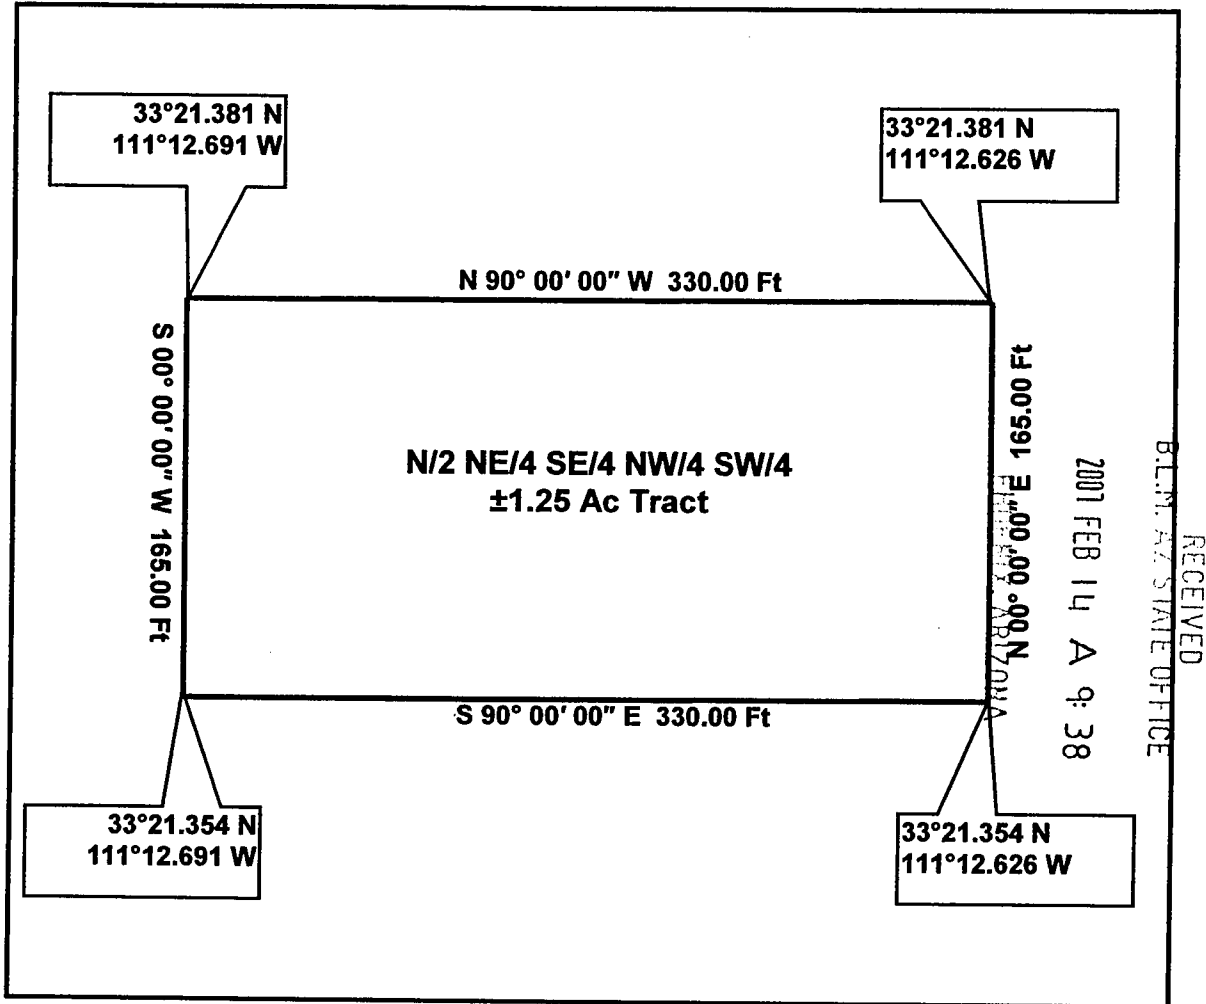 33°21.381 N
111°12.691 W
33°21.381 N
111°12.626 W
N 90° 00' 00" W 330.00 Ft
S 00° 00' 00" W 165.00 Ft
N/2 NE/4 SE/4 NW/4 SW/4
±1.25 Ac Tract
N 00° 00' 00" E 165.00 Ft
S 90° 00' 00" E 330.00 Ft
33°21.354 N
111°12.691 W
33°21.354 N
111°12.626 W
RECEIVED
B.L.M. AZ STATE OFFICE
2007 FEB 14 A 9:38
ARIZONA